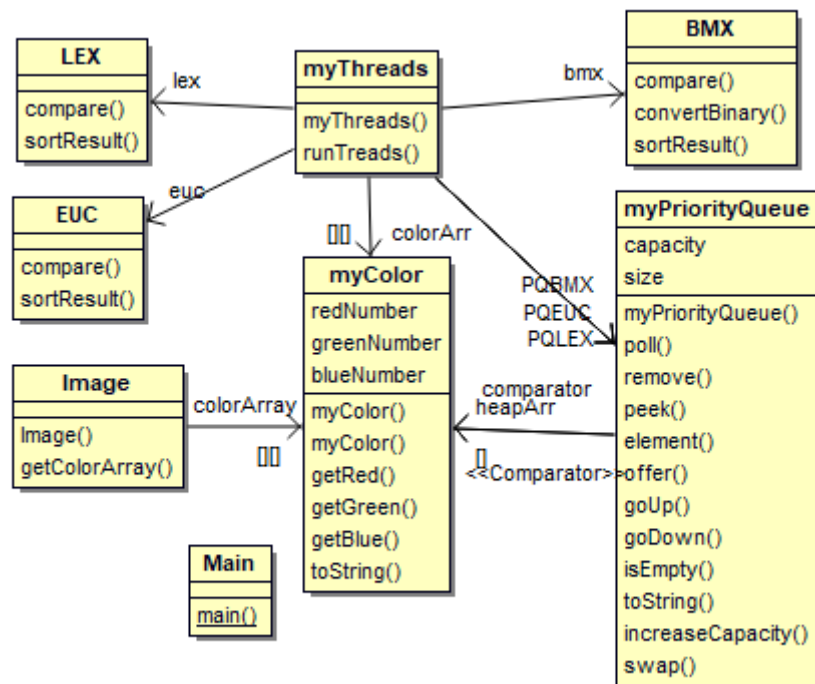 LEX
compare()
sortResult()
lex
myThreads
myThreads()
runTreads()
bmx
BMX
compare()
convertBinary()
sortResult()
euc
EUC
compare()
sortResult()
[][]
colorArr
myColor
redNumber
greenNumber
blueNumber
myColor()
myColor()
getRed()
getGreen()
getBlue()
toString()
PQBMX
PQEUC
PQLEX
myPriorityQueue
capacity
size
myPriorityQueue()
poll()
remove()
peek()
element()
offer()
goUp()
goDown()
isEmpty()
toString()
increaseCapacity()
swap()
comparator
heapArr
[]
<<Comparator>>
Image
Image()
getColorArray()
colorArray
[][]
Main
main()